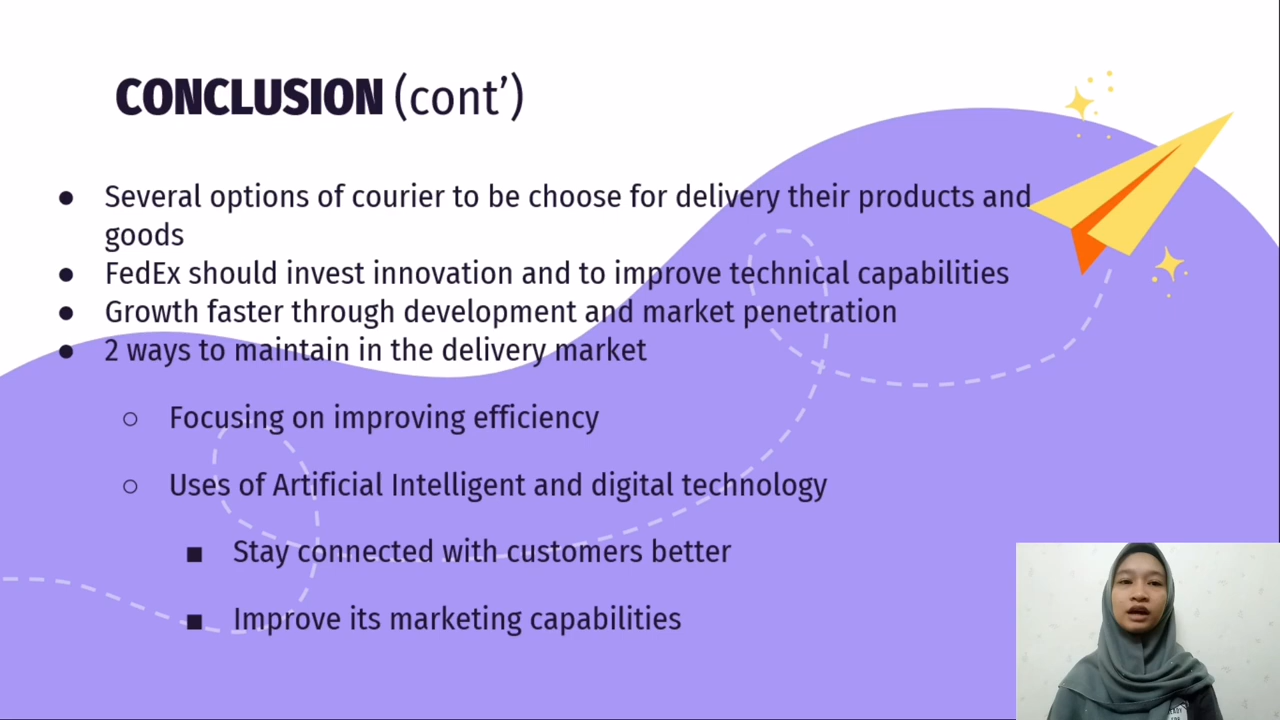 CONCLUSION (cont’)
● Several options of courier to be choose for delivery their products and
goods
● FedEx should invest innovation and to improve technical capabilities
● Growth faster through development and market penetration
● 2 ways to maintain in the delivery market
○ Focusing on improving efficiency
○ Uses of Artificial Intelligent and digital technology
■ Stay connected with customers better
■ Improve its marketing capabilities